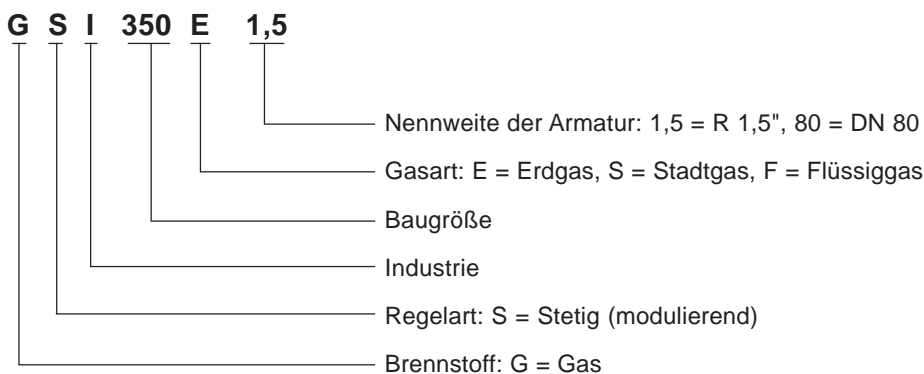 G S I 350 E 1,5
Nennweite der Armatur: 1,5 = R 1,5", 80 = DN 80
Gasart: E = Erdgas, S = Stadtgas, F = Flüssiggas
Baugröße
Industrie
Regelart: S = Stetig (modulierend)
Brennstoff: G = Gas